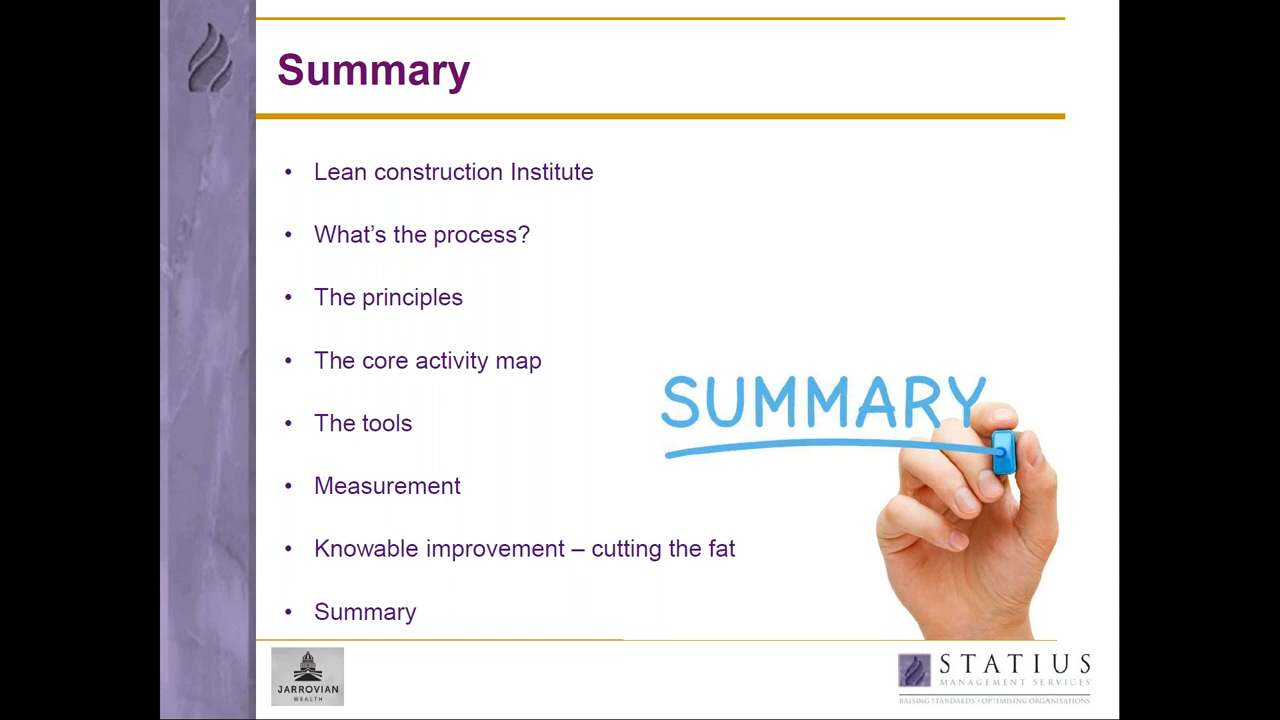 Summary
• Lean construction Institute
• What's the process?
• The principles
• The core activity map
• The tools
• Measurement
• Knowable improvement – cutting the fat
• Summary
SUMMARY
JARROVIAN
WEALTH
STATIUS
MANAGEMENT SERVICES
RAISING STANDARDS • OPTIMISING ORGANISATIONS